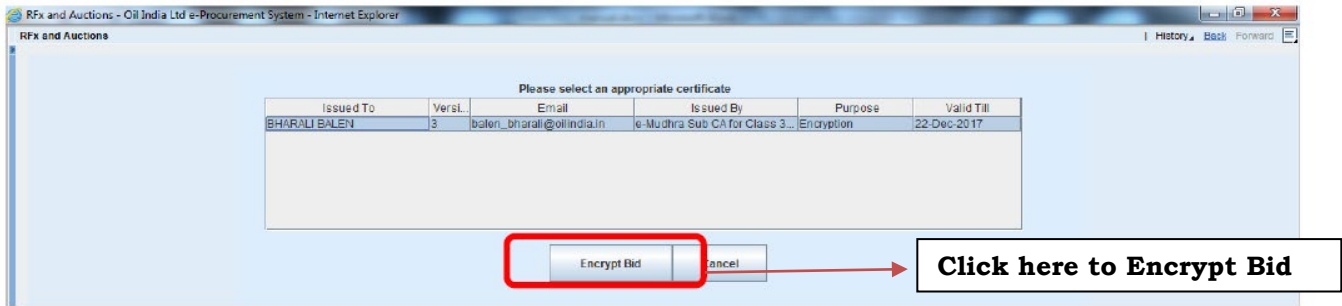 RFx and Auctions - Oil India Ltd e-Procurement System - Internet Explorer
RFx and Auctions
| History Back Forward
Please select an appropriate certificate
Issued To Versi... Email Issued By Purpose Valid Till
BHARALI BALEN 3 balen_bharali@oilindia.in e-Mudhra Sub CA for Class 3... Encryption 22-Dec-2017
Encrypt Bid Cancel
Click here to Encrypt Bid